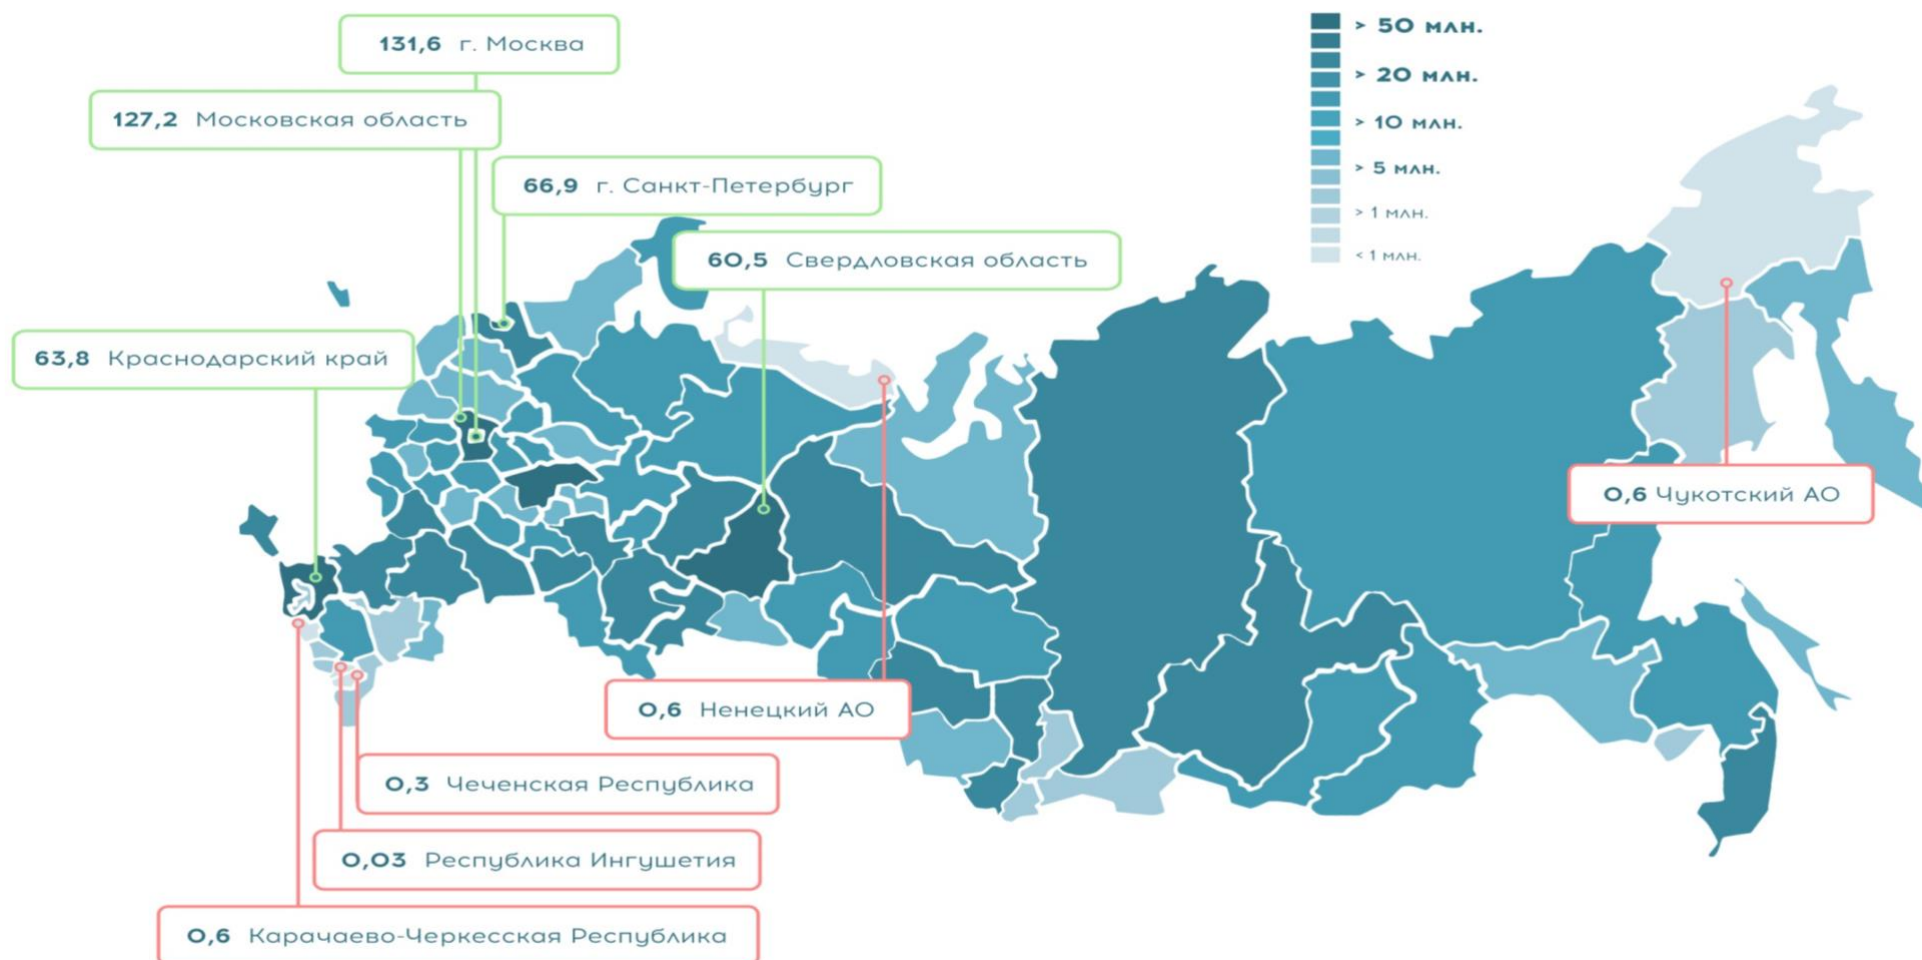 131,6 г. Москва
127,2 Московская область
66,9 г. Санкт-Петербург
60,5 Свердловская область
63,8 Краснодарский край
> 50 млн.
> 20 млн.
> 10 млн.
> 5 млн.
> 1 млн.
< 1 млн.
0,6 Чукотский АО
0,6 Ненецкий АО
0,3 Чеченская Республика
0,03 Республика Ингушетия
0,6 Карачаево-Черкесская Республика